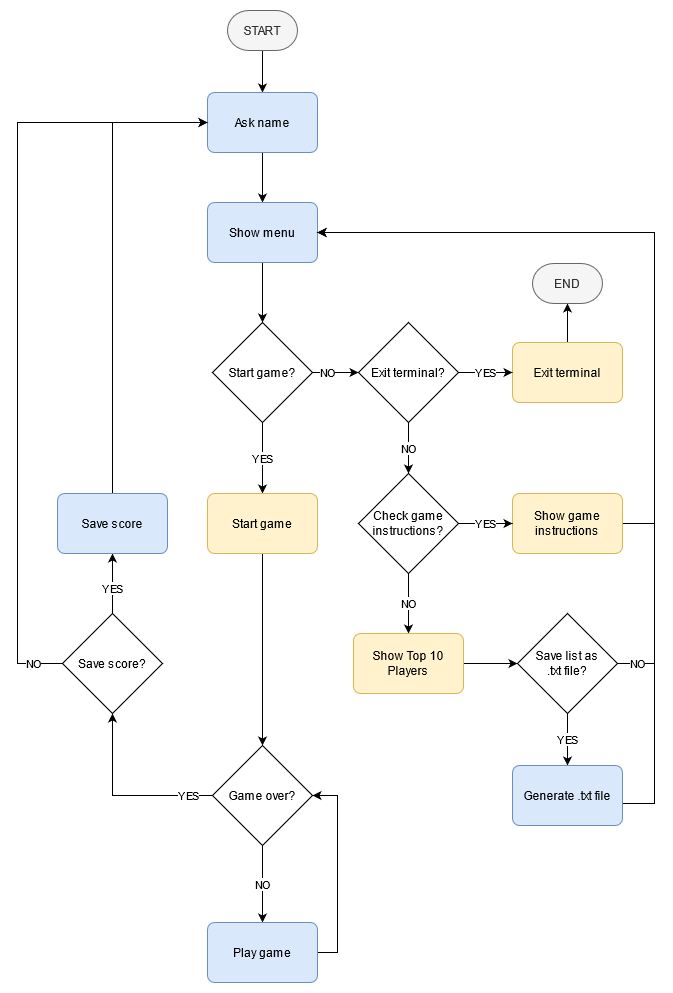 START
Ask name
Show menu
END
Start game?
NO
Exit terminal?
YES
Exit terminal
YES
NO
Save score
Start game
Check game
instructions?
YES
Show game
instructions
YES
NO
NO
Save score?
Show Top 10
Players
Save list as
.txt file?
NO
YES
YES
Game over?
Generate .txt file
NO
Play game